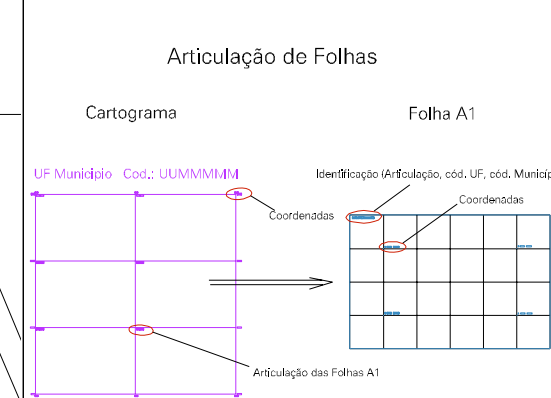 Articulação de Folhas
Cartograma
Folha A1
UF Municipio Cod.: UUMMMMM
Identificação (Articulação, cód. UF, cód. Municíp
Coordenadas
Coordenadas
Articulação das Folhas A1